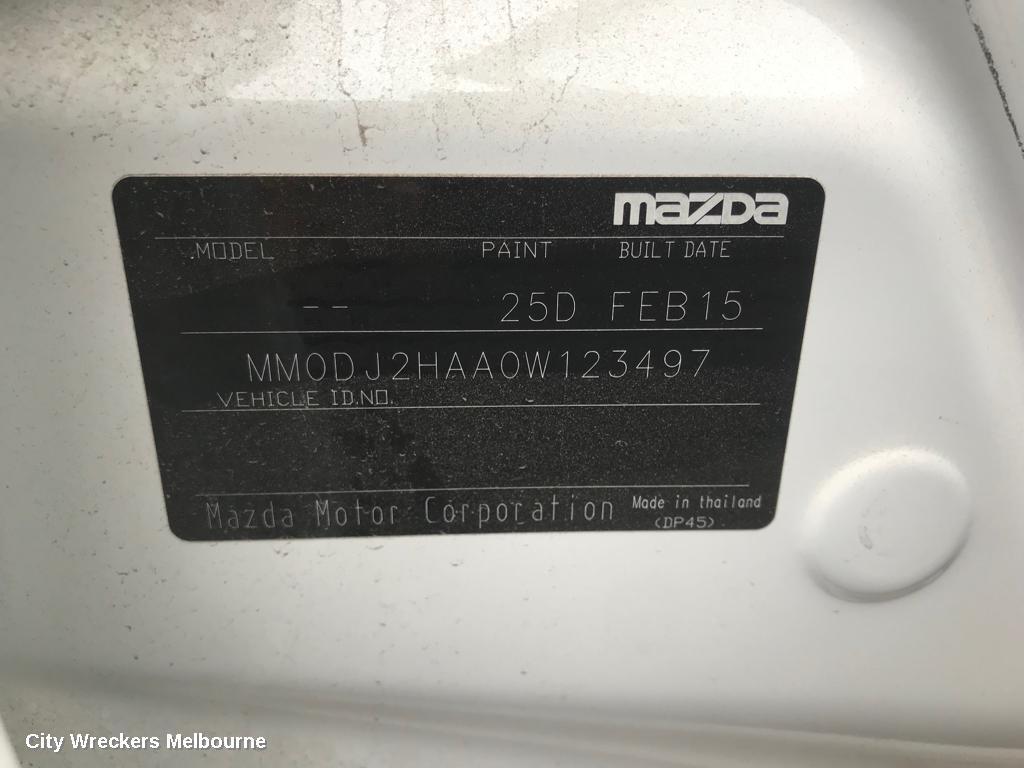 mazda
MODEL PAINT BUILT DATE
-- 25D FEB15
MM0DJ2HAA0W123497
VEHICLE ID.NO.
Mazda Motor Corporation Made in thailand
(DP45)
City Wreckers Melbourne